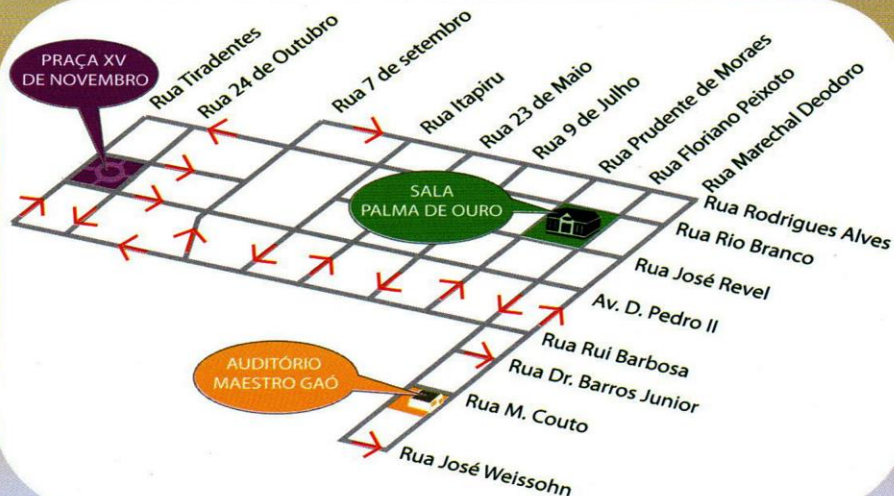 PRAÇA XV
DE NOVEMBRO
Rua Tiradentes
Rua 24 de Outubro
Rua 7 de setembro
Rua Itapiru
Rua 23 de Maio
Rua 9 de Julho
Rua Prudente de Moraes
Rua Floriano Peixoto
Rua Marechal Deodoro
SALA
PALMA DE OURO
Rua Rodrigues Alves
Rua Rio Branco
Rua José Revel
Av. D. Pedro II
Rua Rui Barbosa
Rua Dr. Barros Junior
AUDITÓRIO
MAESTRO GAÓ
Rua M. Couto
Rua José Weissohn